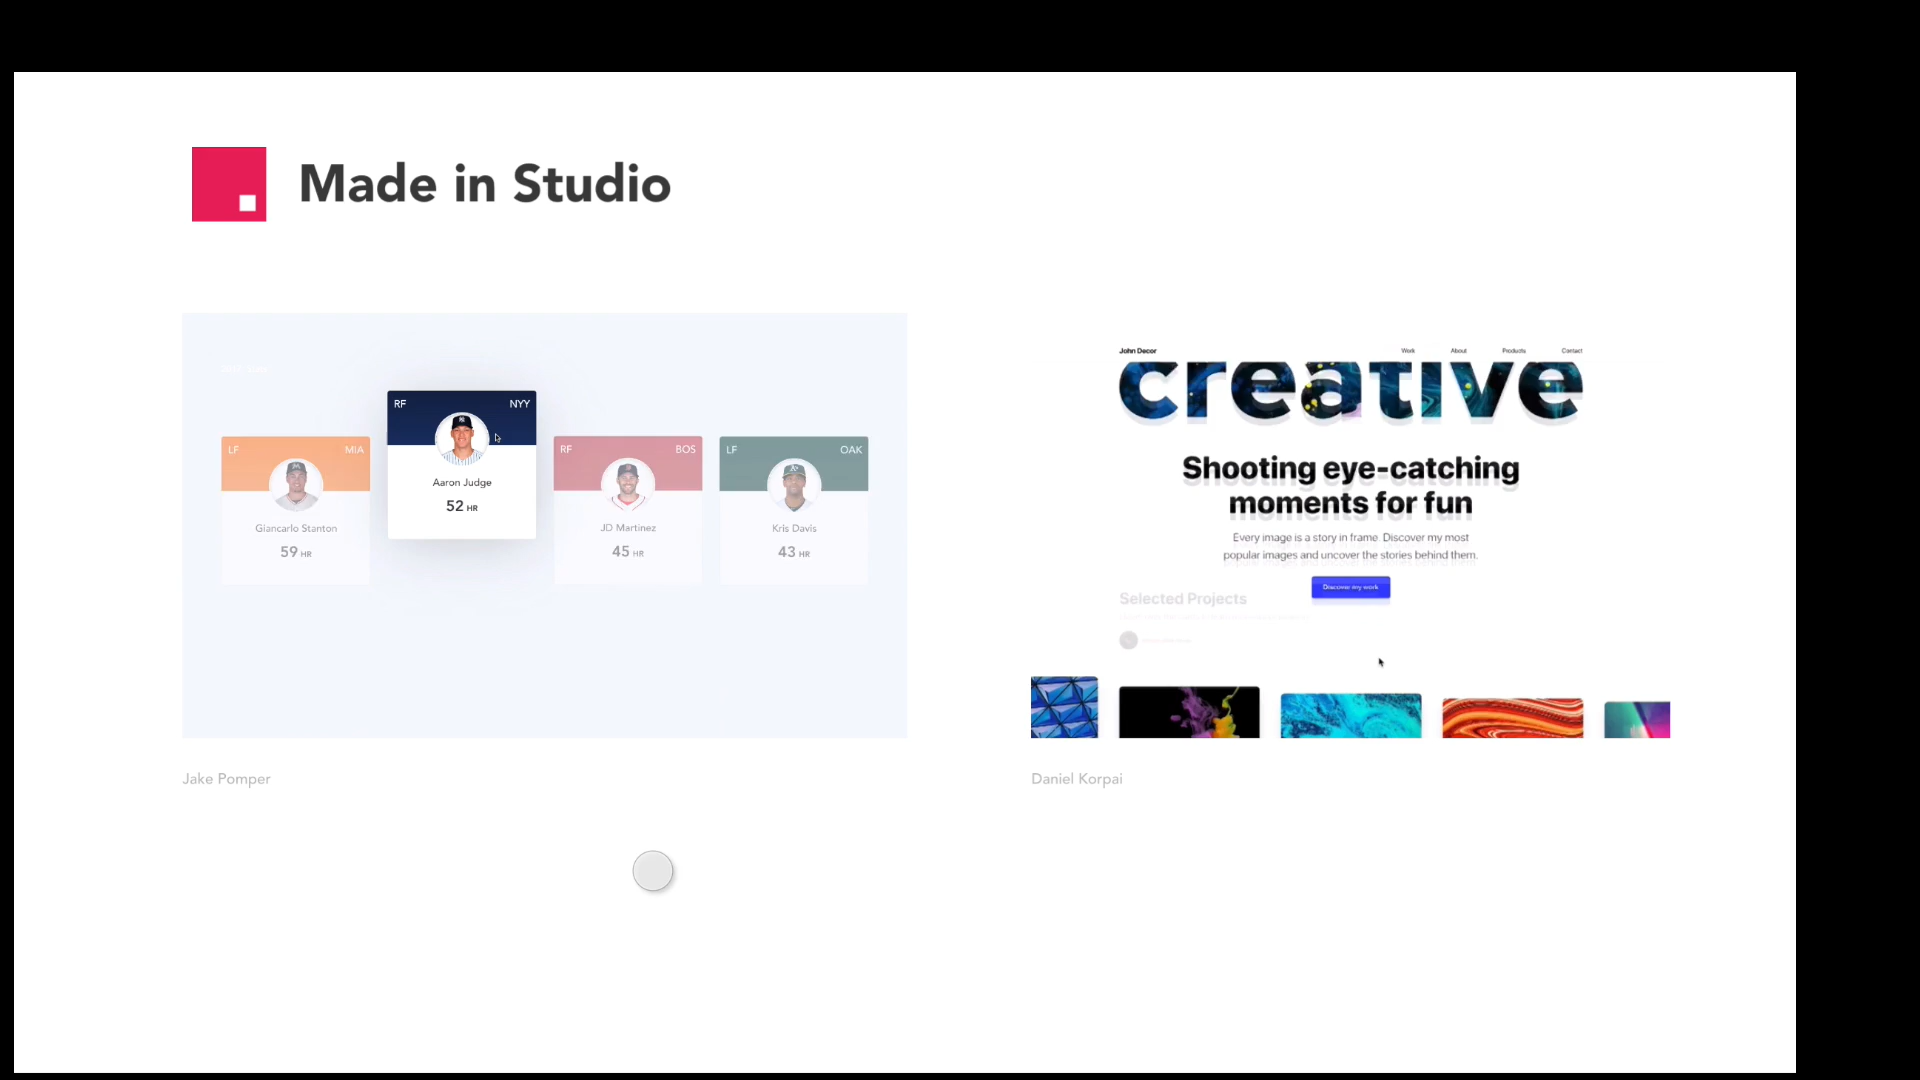 Made in Studio
RF NYY
Aaron Judge
52 HR
LF MIA
Giancarlo Stanton
59 HR
RF BOS
JD Martinez
45 HR
LF OAK
Kris Davis
43 HR
Jake Pomper
John Decor Work About Products Contact
creative
Shooting eye-catching
moments for fun
Every image is a story in frame. Discover my most
popular images and uncover the stories behind them.
Discover my work
Selected Projects
Daniel Korpai